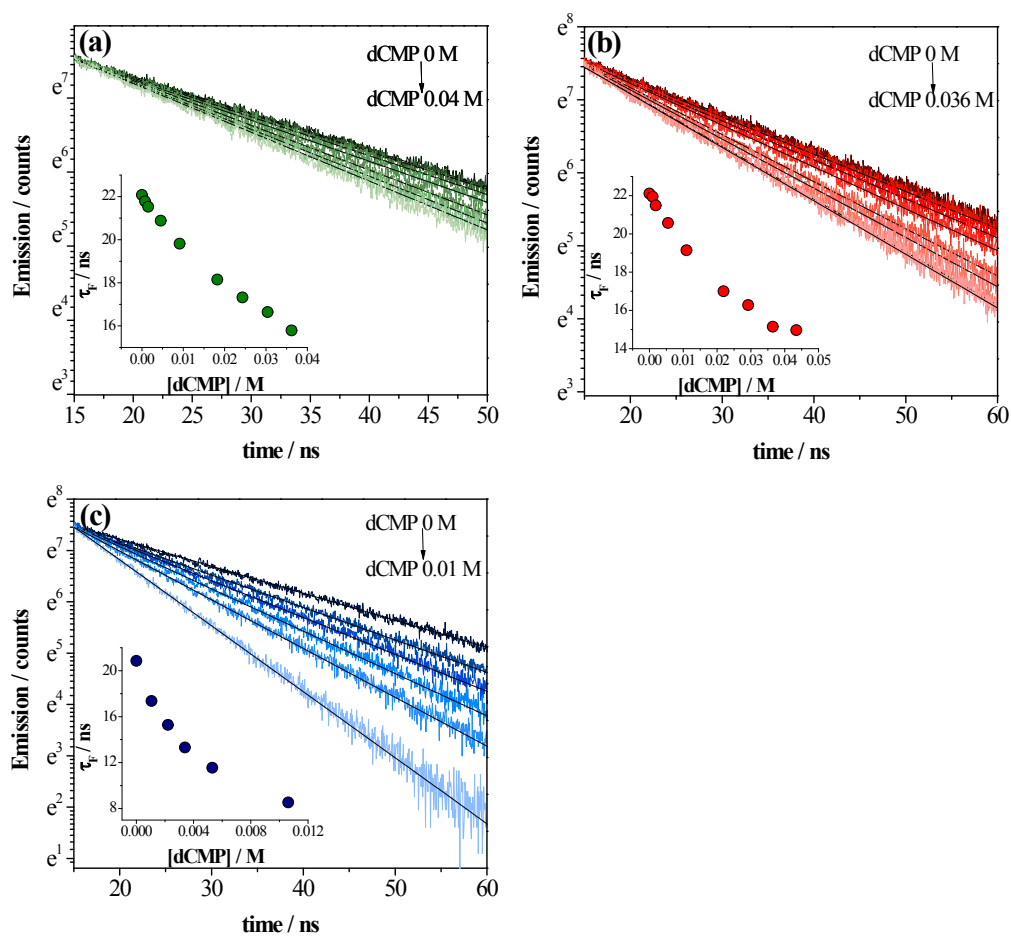 (a)
dCMP 0 M
dCMP 0.04 M
Emission / counts
e⁷
e⁶
e⁵
e⁴
e³
τF / ns
22
20
18
16
0.00 0.01 0.02 0.03 0.04
[dCMP] / M
15 20 25 30 35 40 45 50
time / ns
(b)
dCMP 0 M
dCMP 0.036 M
Emission / counts
e⁸
e⁷
e⁶
e⁵
e⁴
e³
τF / ns
22
20
18
16
14
0.00 0.01 0.02 0.03 0.04 0.05
[dCMP] / M
20 30 40 50 60
time / ns
(c)
dCMP 0 M
dCMP 0.01 M
Emission / counts
e⁸
e⁷
e⁶
e⁵
e⁴
e³
e²
e¹
τF / ns
20
16
12
8
0.000 0.004 0.008 0.012
[dCMP] / M
20 30 40 50 60
time / ns